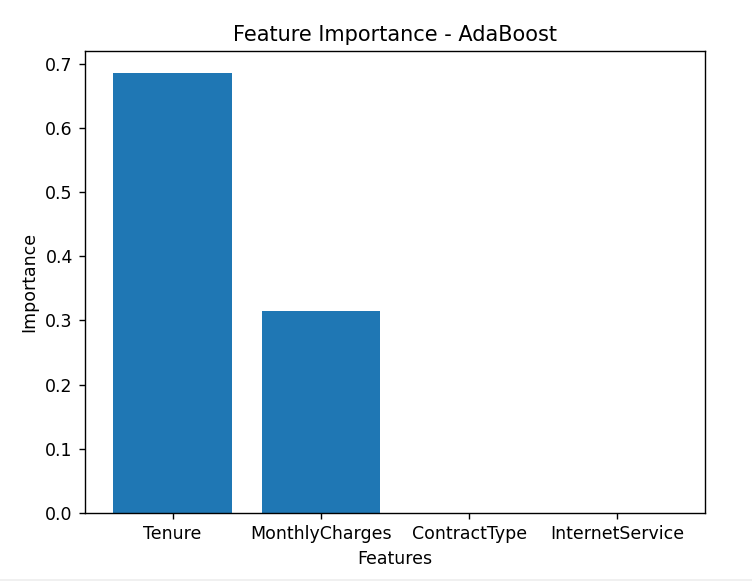 Feature Importance - AdaBoost
Importance
0.7
0.6
0.5
0.4
0.3
0.2
0.1
0.0
Tenure MonthlyCharges ContractType InternetService
Features